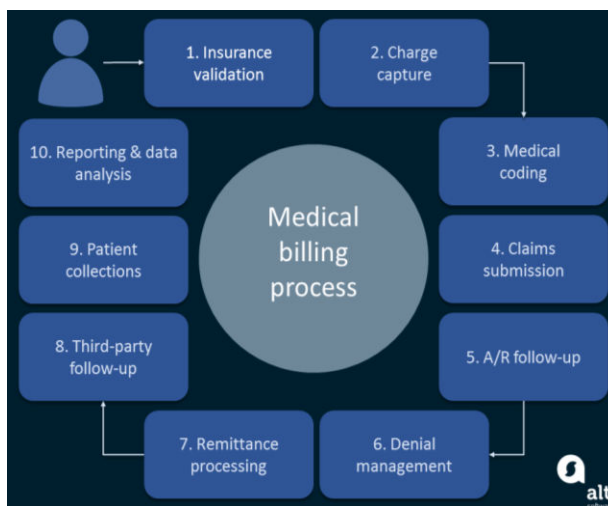 1. Insurance
validation
2. Charge
capture
3. Medical
coding
4. Claims
submission
5. A/R follow-up
6. Denial
management
7. Remittance
processing
8. Third-party
follow-up
9. Patient
collections
10. Reporting & data
analysis
Medical
billing
process